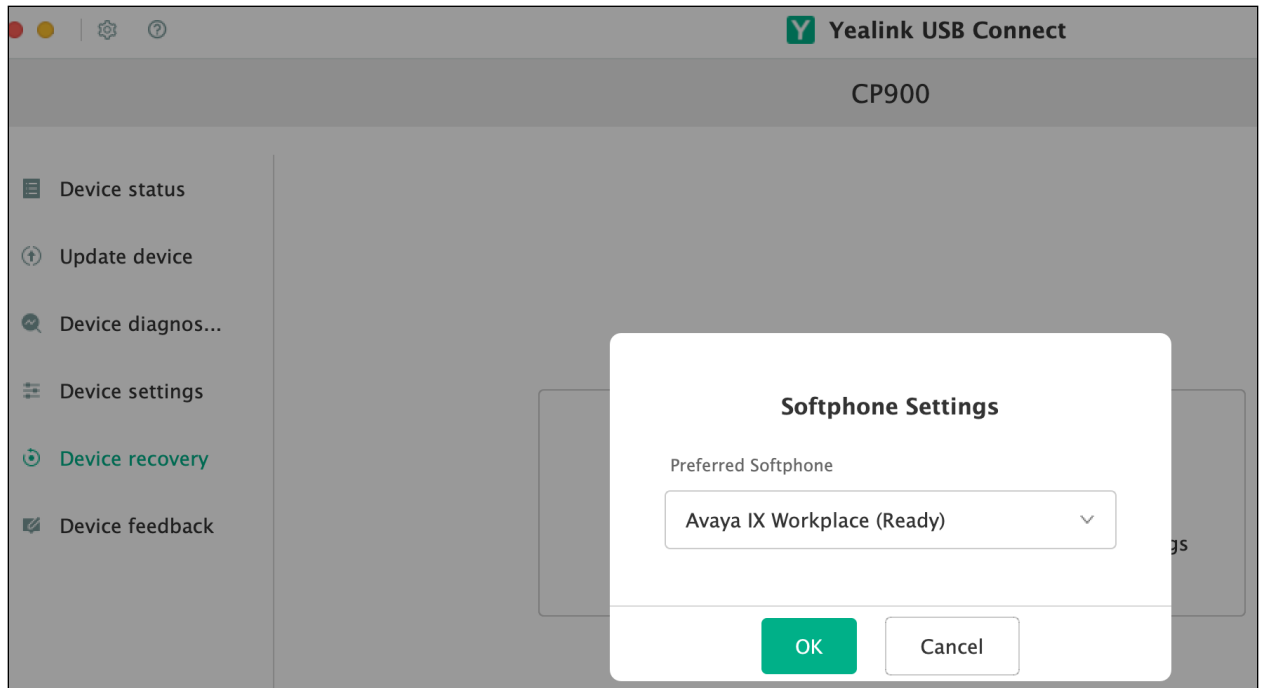 Yealink USB Connect
CP900
Device status
Update device
Device diagnos...
Device settings
Device recovery
Device feedback
Softphone Settings
Preferred Softphone
Avaya IX Workplace (Ready)
gs
OK
Cancel